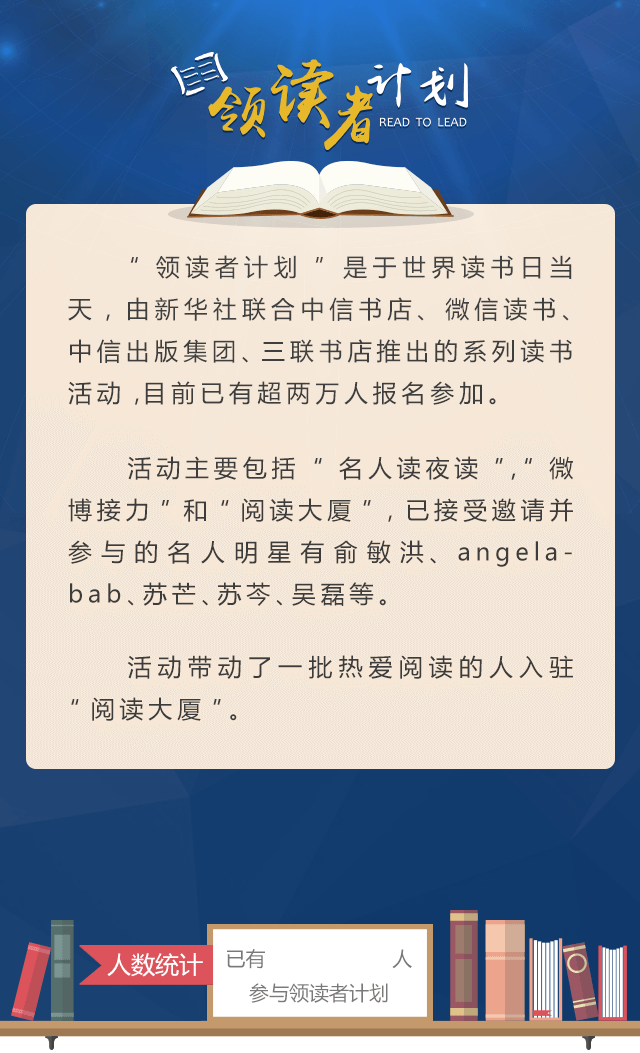 领读者计划
READ TO LEAD
“领读者计划”是于世界读书日当
天，由新华社联合中信书店、微信读书、
中信出版集团、三联书店推出的系列读书
活动,目前已有超两万人报名参加。
活动主要包括“名人读夜读”,“微
博接力”和“阅读大厦”,已接受邀请并
参与的名人明星有俞敏洪、angela-
bab、苏芒、苏芩、吴磊等。
活动带动了一批热爱阅读的人入驻
“阅读大厦”。
人数统计
已有 人
参与领读者计划